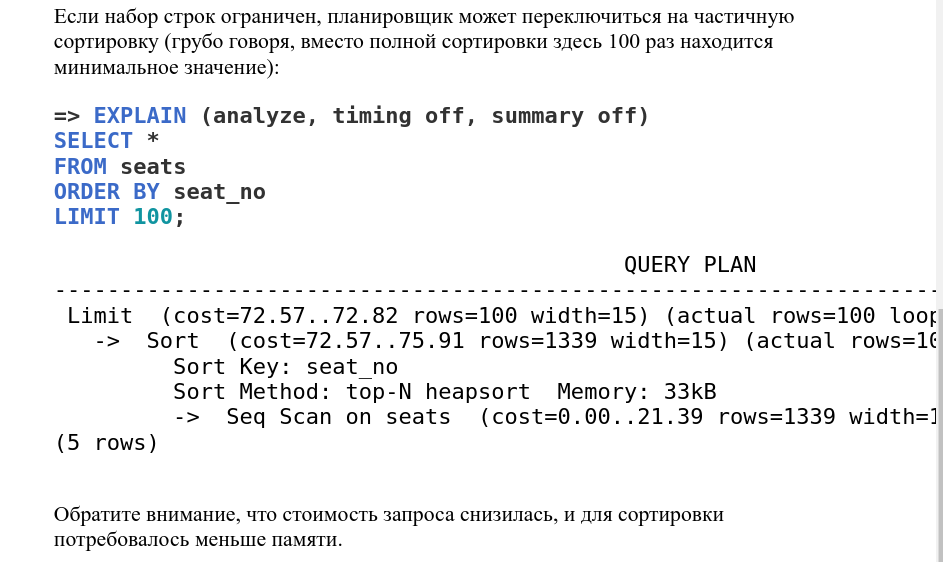 Если набор строк ограничен, планировщик может переключиться на частичную
сортировку (грубо говоря, вместо полной сортировки здесь 100 раз находится
минимальное значение):
=> EXPLAIN (analyze, timing off, summary off)
SELECT *
FROM seats
ORDER BY seat_no
LIMIT 100;
QUERY PLAN
--------------------------------------------------------------------
Limit  (cost=72.57..72.82 rows=100 width=15) (actual rows=100 loop
->  Sort  (cost=72.57..75.91 rows=1339 width=15) (actual rows=10
Sort Key: seat_no
Sort Method: top-N heapsort  Memory: 33kB
->  Seq Scan on seats  (cost=0.00..21.39 rows=1339 width=1
(5 rows)
Обратите внимание, что стоимость запроса снизилась, и для сортировки
потребовалось меньше памяти.